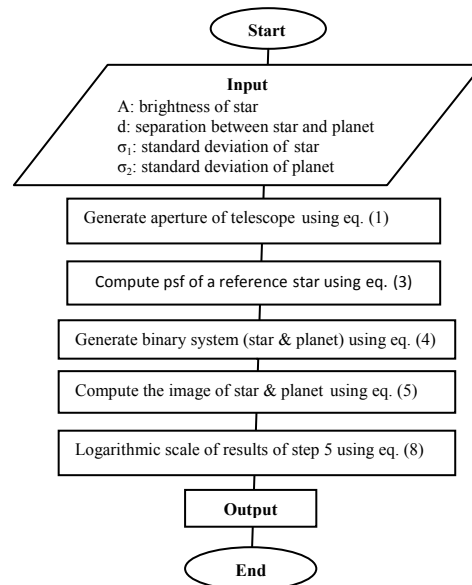 Start
Input
A: brightness of star
d: separation between star and planet
σ₁: standard deviation of star
σ₂: standard deviation of planet
Generate aperture of telescope using eq. (1)
Compute psf of a reference star using eq. (3)
Generate binary system (star & planet) using eq. (4)
Compute the image of star & planet using eq. (5)
Logarithmic scale of results of step 5 using eq. (8)
Output
End